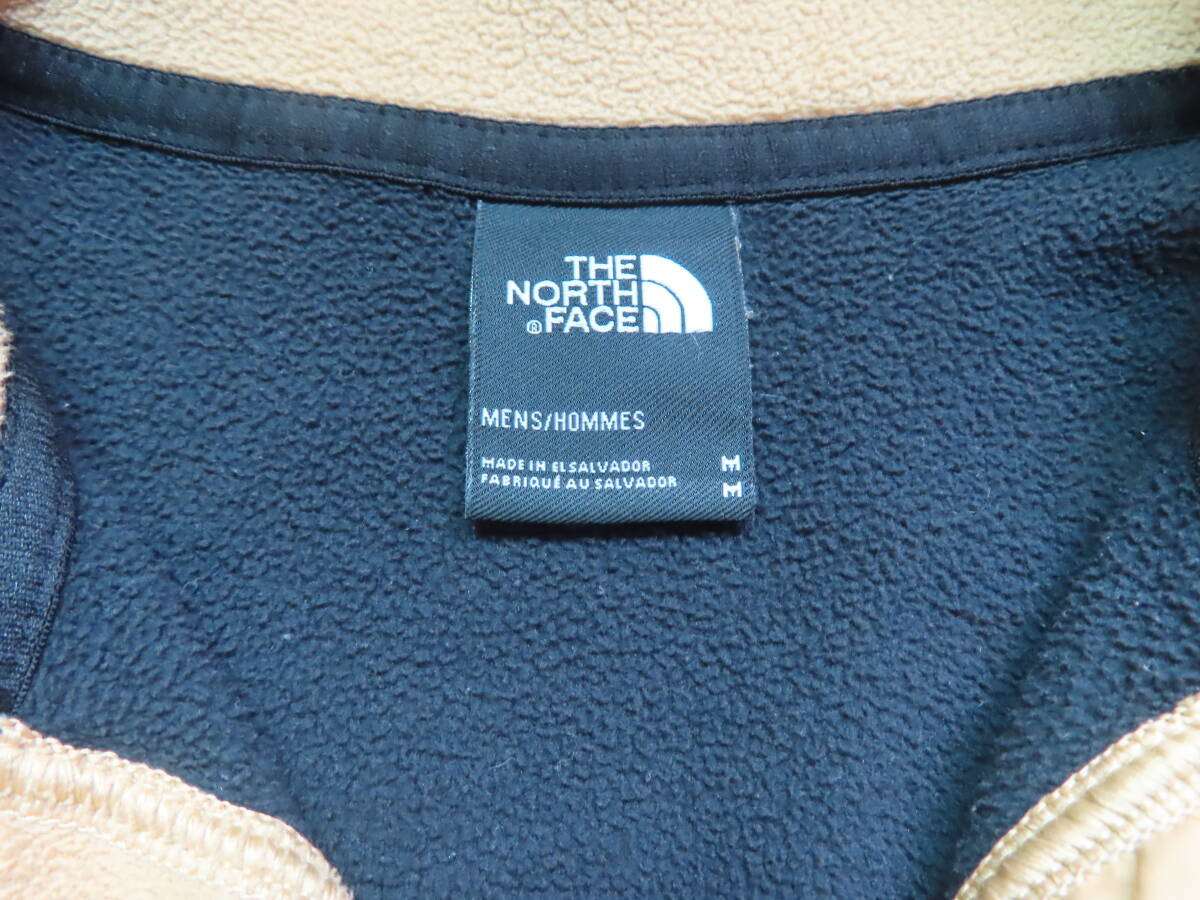 THE
NORTH
® FACE
MENS/HOMMES
MADE IN EL SALVADOR M
FABRIQUÉ AU SALVADOR M